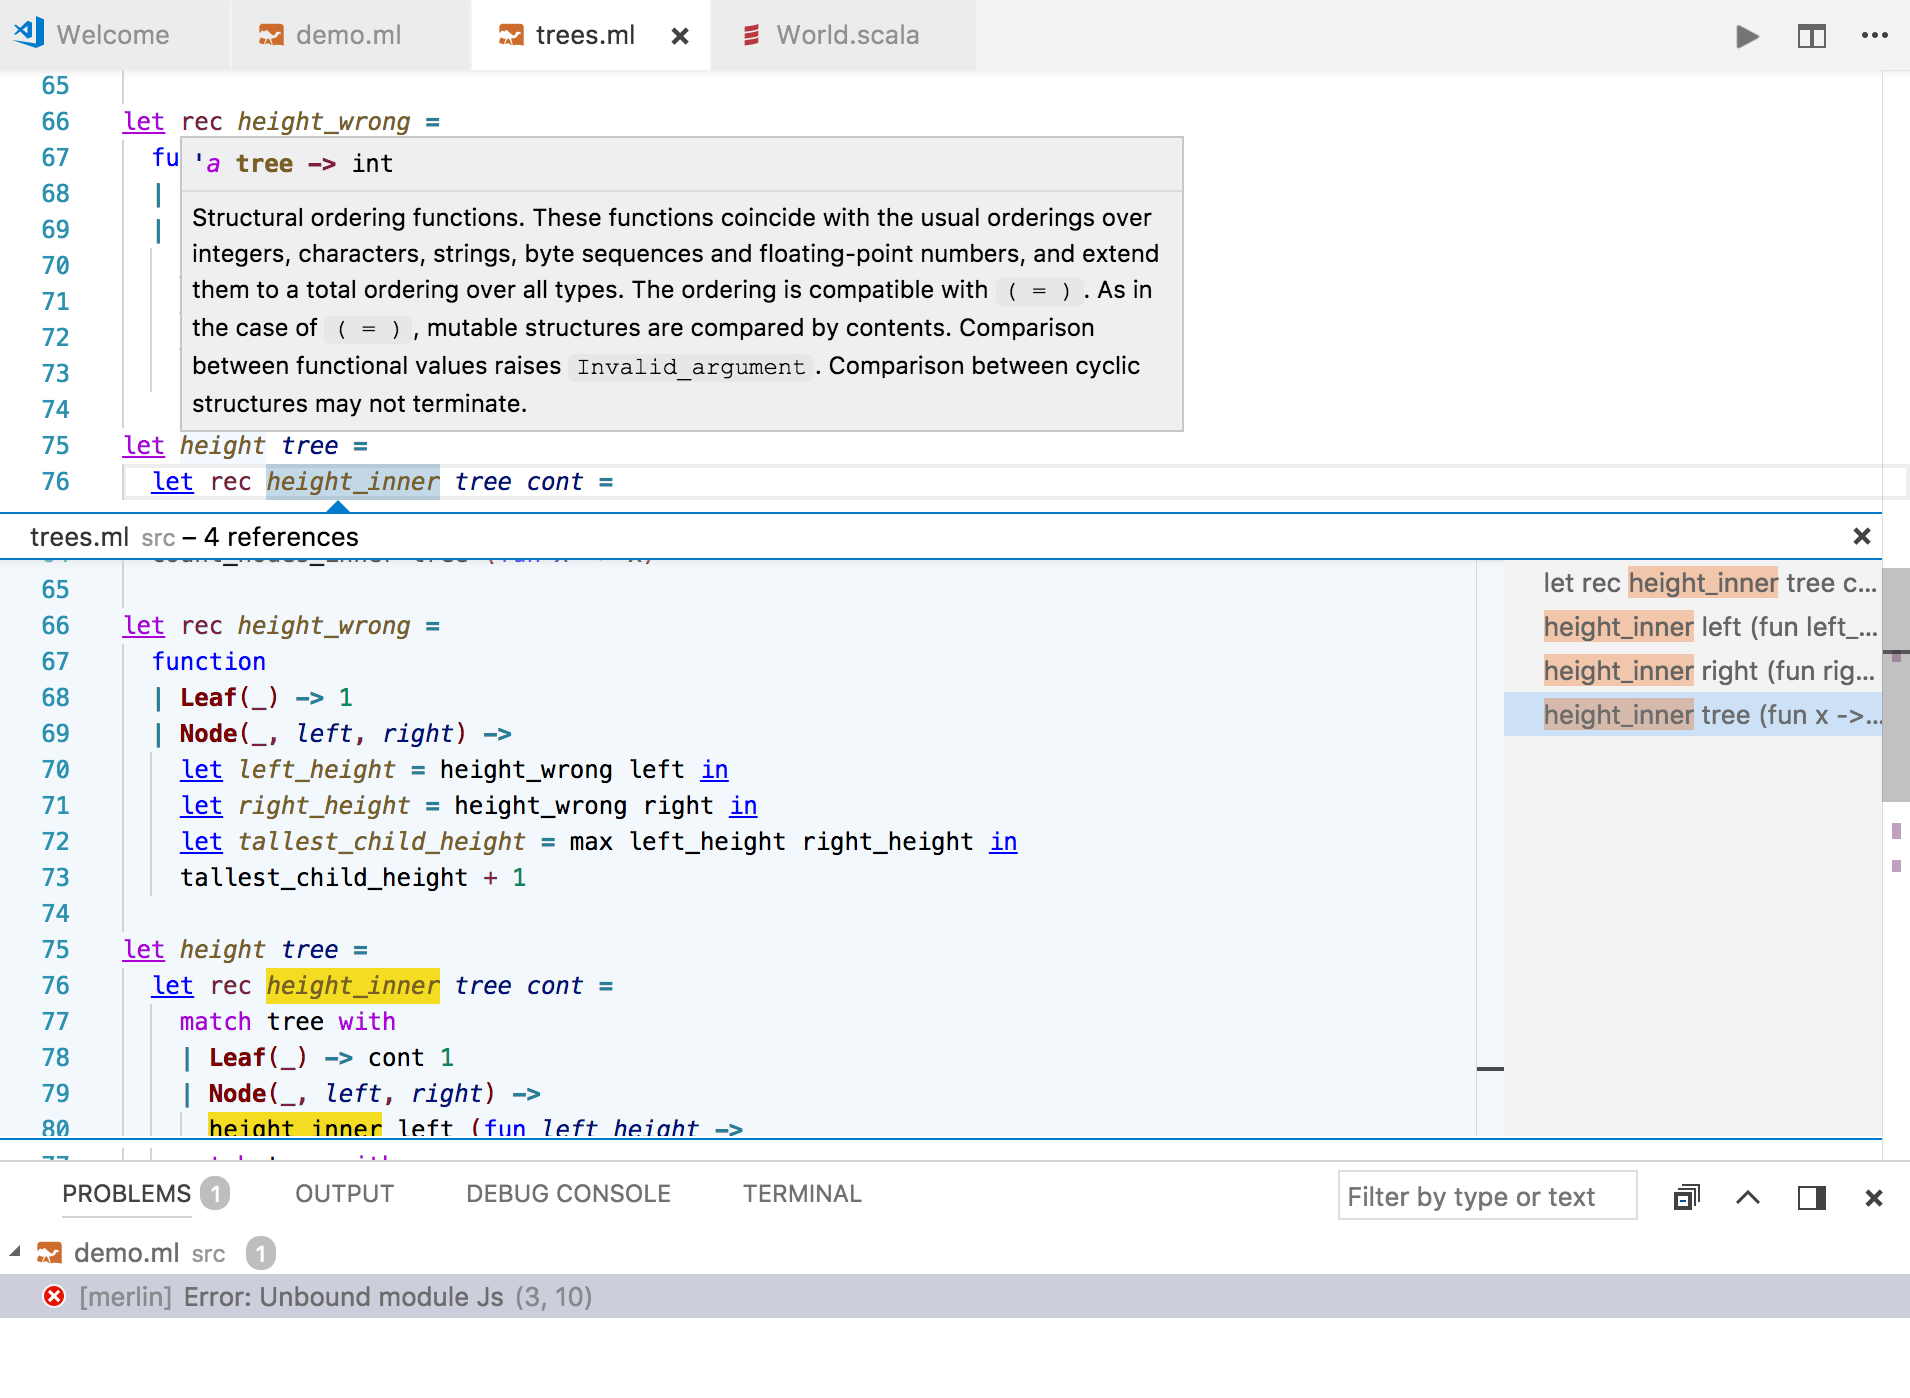 Welcome demo.ml trees.ml World.scala
65
66 let rec height_wrong =
67 fu
'a tree -> int
68 |
69 |
Structural ordering functions. These functions coincide with the usual orderings over
integers, characters, strings, byte sequences and floating-point numbers, and extend
70
them to a total ordering over all types. The ordering is compatible with ( = ). As in
71
the case of ( = ), mutable structures are compared by contents. Comparison
72
between functional values raises Invalid_argument. Comparison between cyclic
73
structures may not terminate.
74
75 let height tree =
76 let rec height_inner tree cont =
trees.ml src – 4 references
65
66 let rec height_wrong =
67 function
68 | Leaf(_) -> 1
69 | Node(_, left, right) ->
70 let left_height = height_wrong left in
71 let right_height = height_wrong right in
72 let tallest_child_height = max left_height right_height in
73 tallest_child_height + 1
74
75 let height tree =
76 let rec height_inner tree cont =
77 match tree with
78 | Leaf(_) -> cont 1
79 | Node(_, left, right) ->
80 height_inner left (fun left_height ->
let rec height_inner tree c...
height_inner left (fun left_...
height_inner right (fun rig...
height_inner tree (fun x ->...
PROBLEMS 1 OUTPUT DEBUG CONSOLE TERMINAL Filter by type or text
demo.ml src 1
[merlin] Error: Unbound module Js (3, 10)